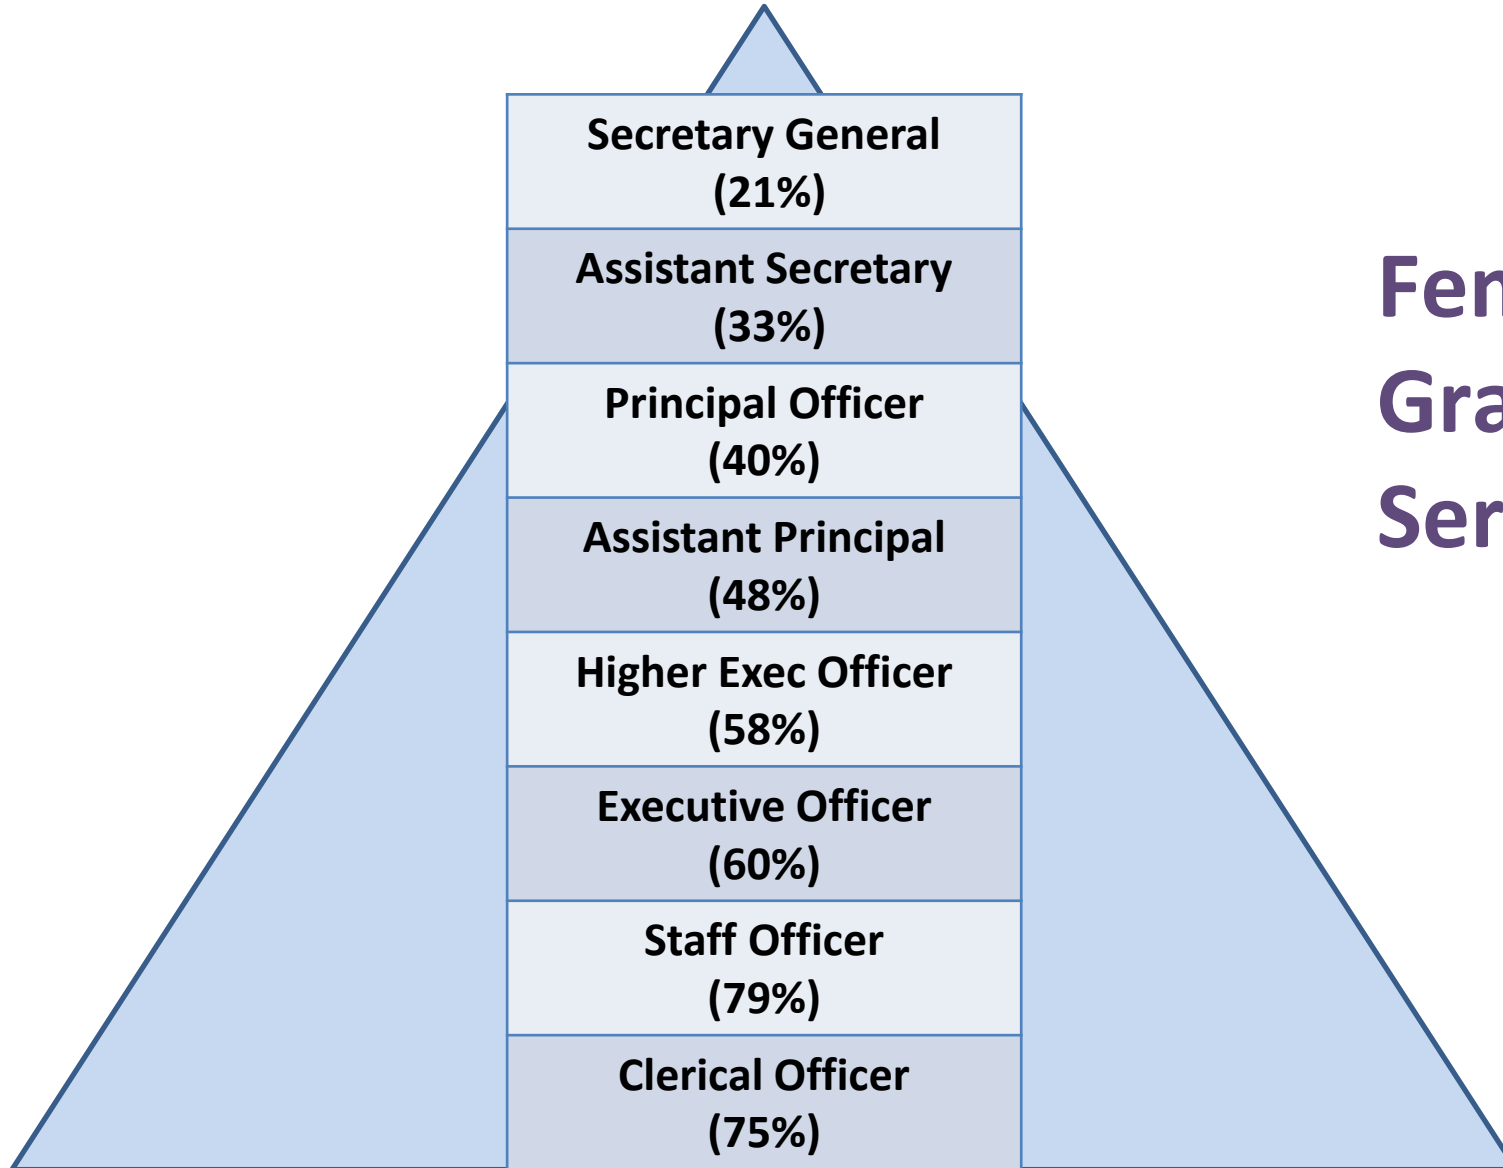 Secretary General
(21%)
Assistant Secretary
(33%)
Principal Officer
(40%)
Assistant Principal
(48%)
Higher Exec Officer
(58%)
Executive Officer
(60%)
Staff Officer
(79%)
Clerical Officer
(75%)